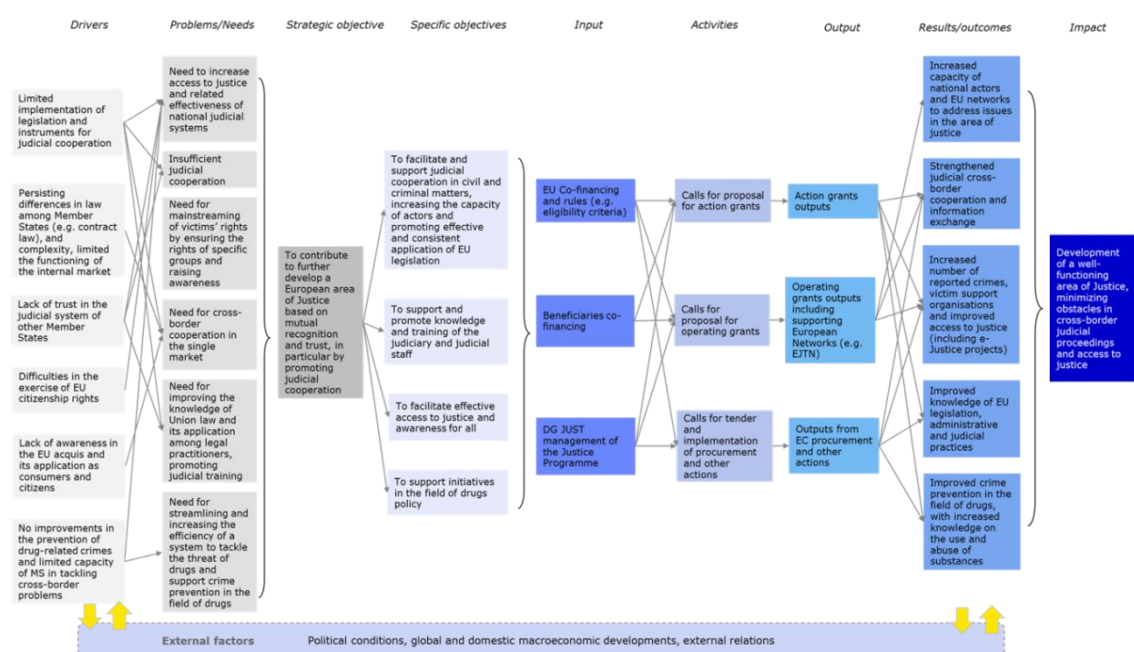 Drivers
Problems/Needs
Strategic objective
Specific objectives
Input
Activities
Output
Results/outcomes
Impact
Limited
implementation of
legislation and
instruments for
judicial cooperation
Persisting
differences in law
among Member
States (e.g. contract
law), and
complexity, limited
the functioning of
the internal market
Lack of trust in the
judicial system of
other Member
States
Difficulties in the
exercise of EU
citizenship rights
Lack of awareness in
the EU acquis and
its application as
consumers and
citizens
No improvements in
the prevention of
drug-related crimes
and limited capacity
of MS in tackling
cross-border
problems
Need to increase
access to justice
and related
effectiveness of
national judicial
systems
Insufficient
judicial
cooperation
Need for
mainstreaming
of victims' rights
by ensuring the
rights of specific
groups and
raising
awareness
Need for cross-
border
cooperation in
the single
market
Need for
improving the
knowledge of
Union law and
its application
among legal
practitioners,
promoting
judicial training
Need for
streamlining and
increasing the
efficiency of a
system to tackle
the threat of
drugs and
support crime
prevention in the
field of drugs
To contribute
to further
develop a
European area
of Justice
based on
mutual
recognition
and trust, in
particular by
promoting
judicial
cooperation
To facilitate and
support judicial
cooperation in civil
and criminal matters,
increasing the capacity
of actors and
promoting effective
and consistent
application of EU
legislation
To support and
promote knowledge
and training of the
judiciary and judicial
staff
To facilitate effective
access to justice and
awareness for all
To support initiatives
in the field of drugs
policy
EU Co-financing
and rules (e.g.
eligibility criteria)
Beneficiaries co-
financing
DG JUST
management of
the Justice
Programme
Calls for proposal
for action grants
Calls for
proposal for
operating grants
Calls for tender
and
implementation
of procurement
and other
actions
Action grants
outputs
Operating
grants outputs
including
supporting
European
Networks (e.g.
EJTN)
Outputs from
EC procurement
and other
actions
Increased
capacity of
national actors
and EU networks
to address issues
in the area of
justice
Strengthened
judicial cross-
border
cooperation and
information
exchange
Increased
number of
reported crimes,
victim support
organisations
and improved
access to justice
(including e-
Justice projects)
Improved
knowledge of EU
legislation,
administrative
and judicial
practices
Improved crime
prevention in the
field of drugs,
with increased
knowledge on
the use and
abuse of
substances
Development
of a well-
functioning
area of Justice,
minimizing
obstacles in
cross-border
judicial
proceedings
and access to
justice
External factors
Political conditions, global and domestic macroeconomic developments, external relations